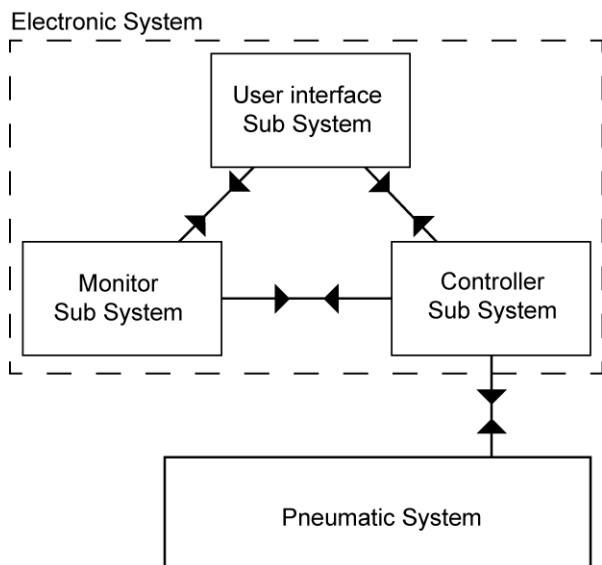 Electronic System
User interface
Sub System
Monitor
Sub System
Controller
Sub System
Pneumatic System